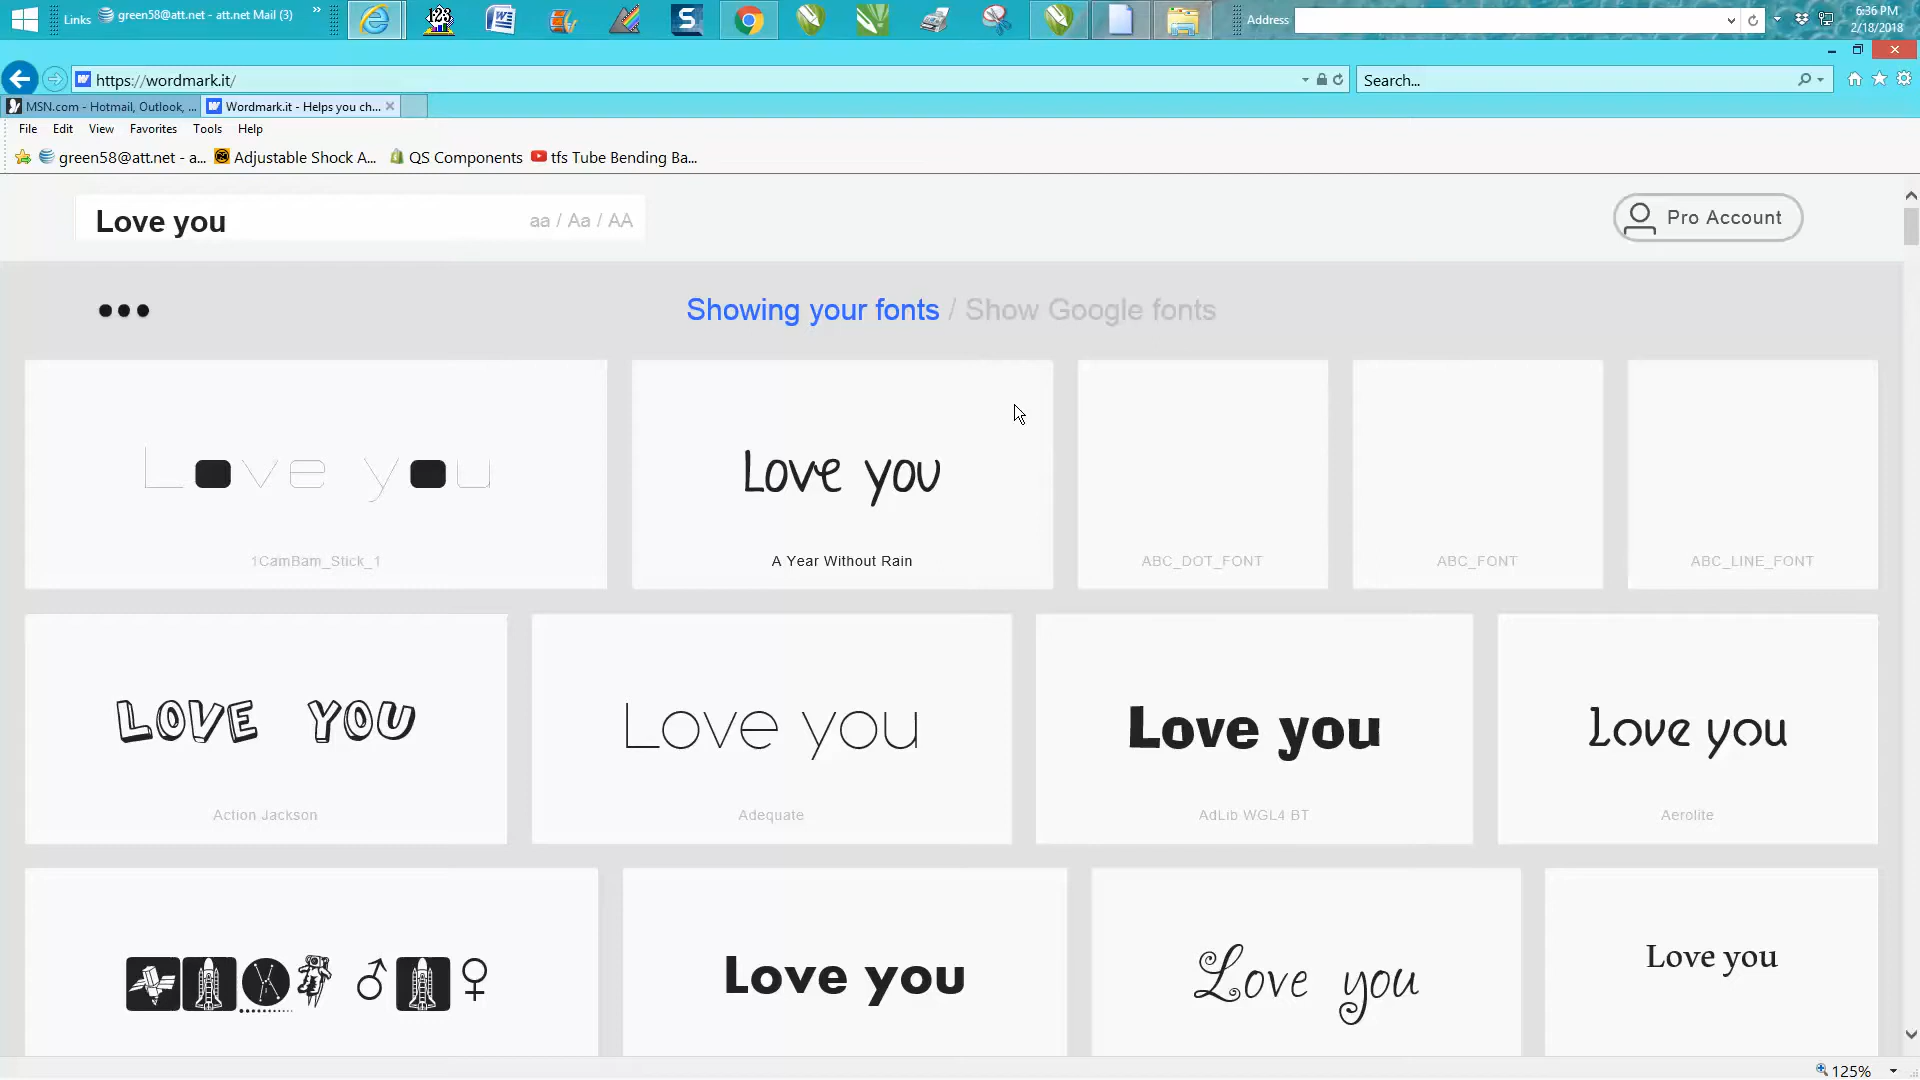 Links green58@att.net - att.net Mail (3) » Address 6:36 PM
2/18/2018
https://wordmark.it/ Search...
MSN.com - Hotmail, Outlook, ... Wordmark.it - Helps you ch...
File Edit View Favorites Tools Help
green58@att.net - a... Adjustable Shock A... QS Components tfs Tube Bending Ba...
Love you aa / Aa / AA Pro Account
Showing your fonts / Show Google fonts
Love you Love you
1CamBam_Stick_1 A Year Without Rain ABC_DOT_FONT ABC_FONT ABC_LINE_FONT
LOVE YOU Love you Love you Love you
Action Jackson Adequate AdLib WGL4 BT Aerolite
Love you Love you Love you
125%